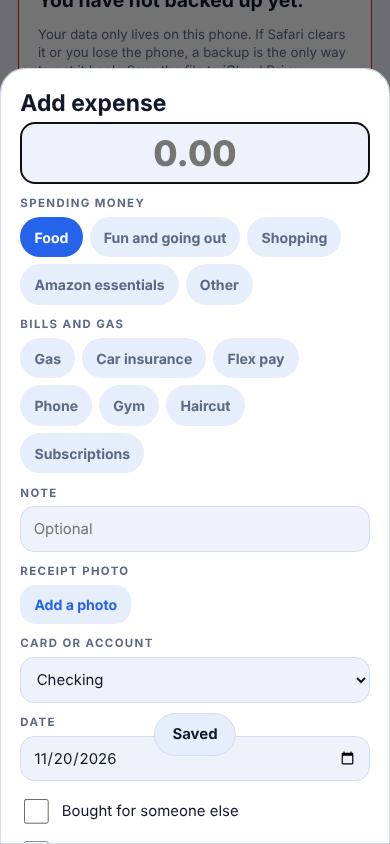 You have not backed up yet.
Your data only lives on this phone. If Safari clears
it or you lose the phone, a backup is the only way
Add expense
0.00
SPENDING MONEY
Food
Fun and going out
Shopping
Amazon essentials
Other
BILLS AND GAS
Gas
Car insurance
Flex pay
Phone
Gym
Haircut
Subscriptions
NOTE
Optional
RECEIPT PHOTO
Add a photo
CARD OR ACCOUNT
Checking
DATE
Saved
11/20/2026
Bought for someone else